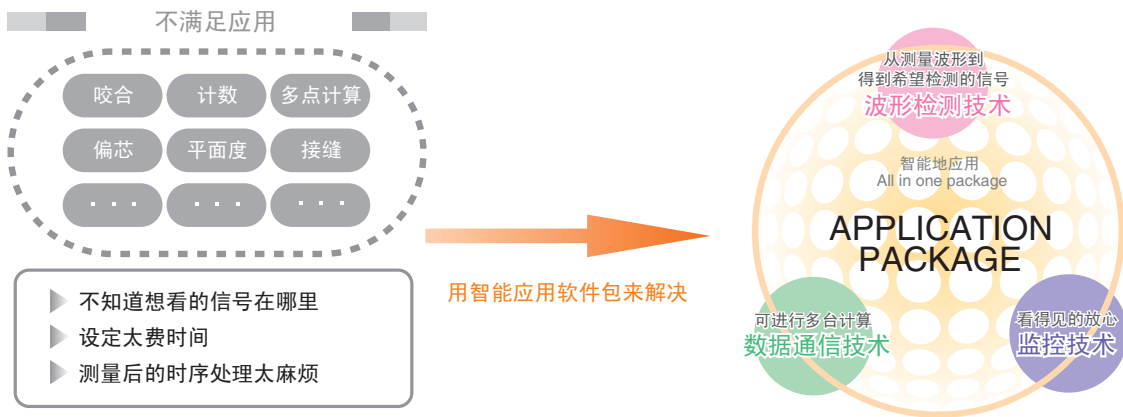 不满足应用
咬合
计数
多点计算
偏芯
平面度
接缝
· · ·
· · ·
· · ·
不知道想看的信号在哪里
设定太费时间
测量后的时序处理太麻烦
用智能应用软件包来解决
从测量波形到
得到希望检测的信号
波形检测技术
智能地应用
All in one package
APPLICATION
PACKAGE
可进行多台计算
数据通信技术
看得见的放心
监控技术